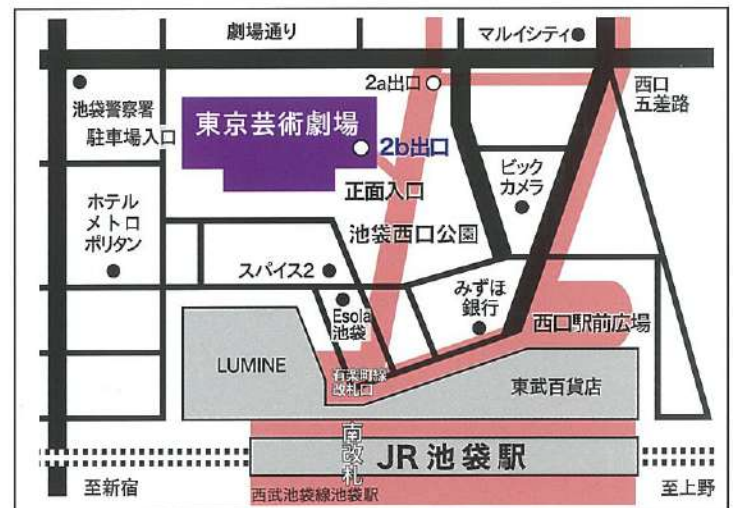 劇場通り
マルイシティ
2a出口
西口
五差路
池袋警察署
駐車場入口
東京芸術劇場
2b出口
正面入口
ビック
カメラ
ホテル
メトロ
ポリタン
池袋西口公園
スパイス2
Esola
池袋
みずほ
銀行
西口駅前広場
LUMINE
有楽町線
改札口
東武百貨店
南改札
JR池袋駅
至新宿
西武池袋線池袋駅
至上野